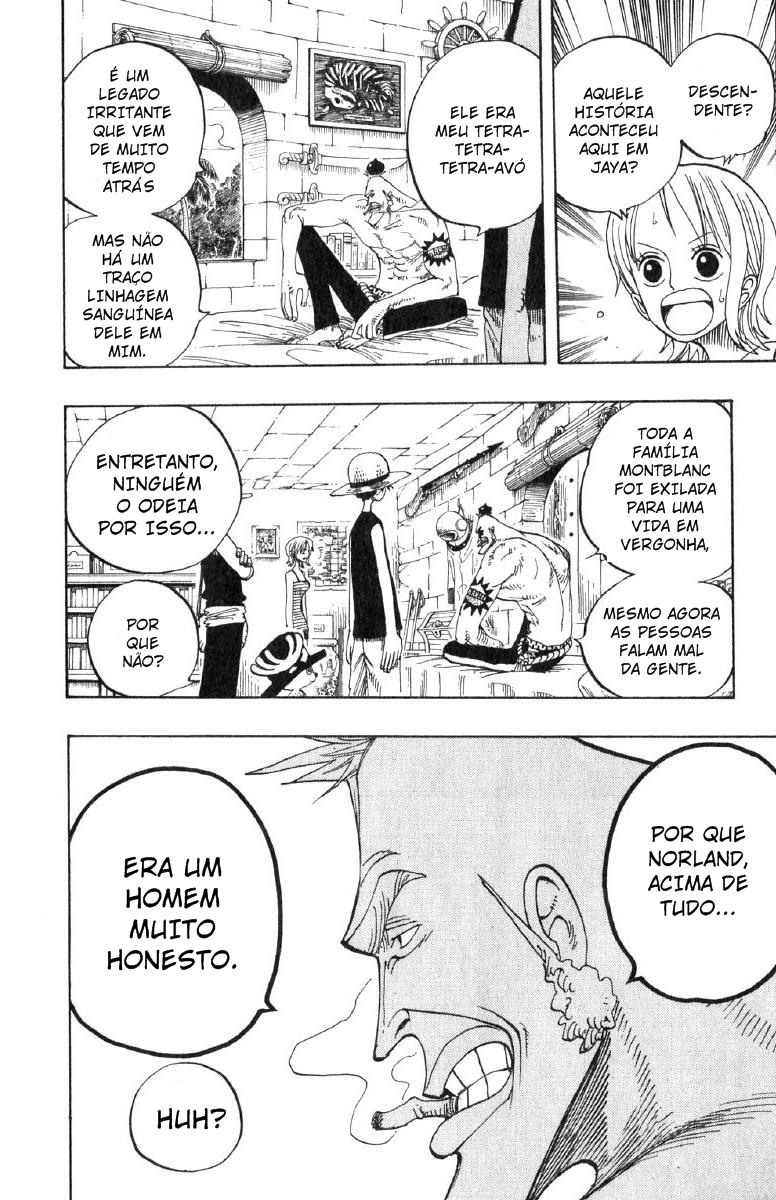 DESCEN-
DENTE?
AQUELE
HISTÓRIA
ACONTECEU
AQUI EM
JAYA?
ELE ERA
MEU TETRA-
TETRA-
TETRA-AVÓ
É UM
LEGADO
IRRITANTE
QUE VEM
DE MUITO
TEMPO
ATRÁS
MAS NÃO
HÁ UM
TRAÇO
LINHAGEM
SANGUÍNEA
DELE EM
MIM.
TODA A
FAMÍLIA
MONTBLANC
FOI EXILADA
PARA UMA
VIDA EM
VERGONHA,
MESMO AGORA
AS PESSOAS
FALAM MAL
DA GENTE.
ENTRETANTO,
NINGUÉM
O ODEIA
POR ISSO...
POR
QUE
NÃO?
POR QUE
NORLAND,
ACIMA DE
TUDO...
ERA UM
HOMEM
MUITO
HONESTO.
HUH?